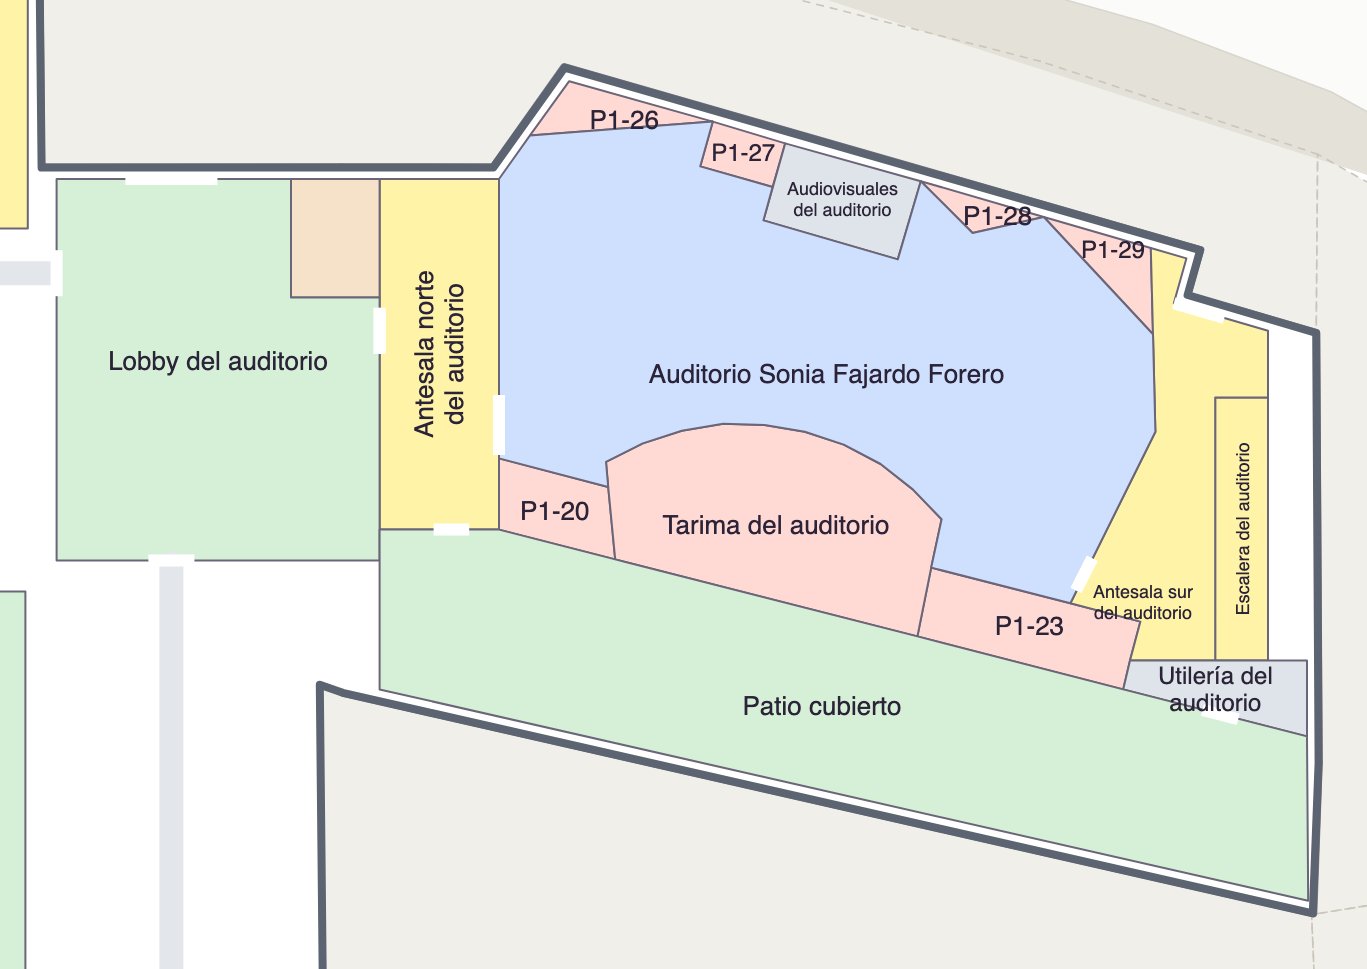 P1-26
P1-27
Audiovisuales
del auditorio
P1-28
P1-29
Lobby del auditorio
Antesala norte
del auditorio
Auditorio Sonia Fajardo Forero
P1-20
Tarima del auditorio
Escalera del auditorio
Antesala sur
del auditorio
P1-23
Utilería del
auditorio
Patio cubierto